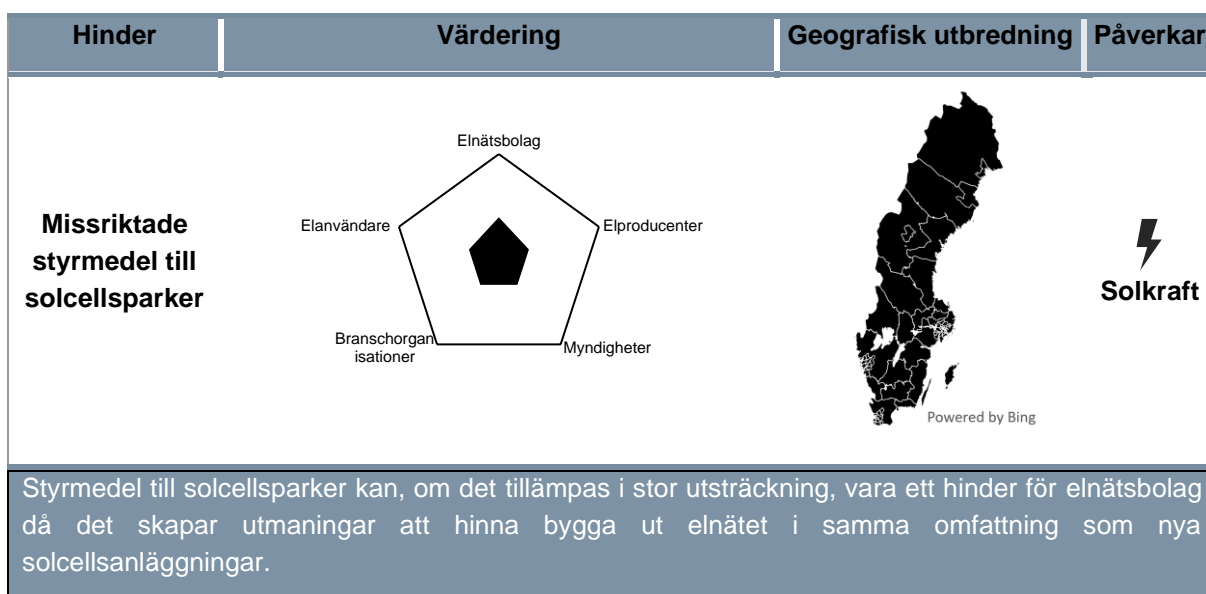 Hinder
Värdering
Geografisk utbredning
Påverkar
Missriktade
styrmedel till
solcellsparker
Elnätsbolag
Elanvändare
Elproducenter
Branschorgan
isationer
Myndigheter
Powered by Bing
Solkraft
Styrmedel till solcellsparker kan, om det tillämpas i stor utsträckning, vara ett hinder för elnätsbolag
då det skapar utmaningar att hinna bygga ut elnätet i samma omfattning som nya
solcellsanläggningar.